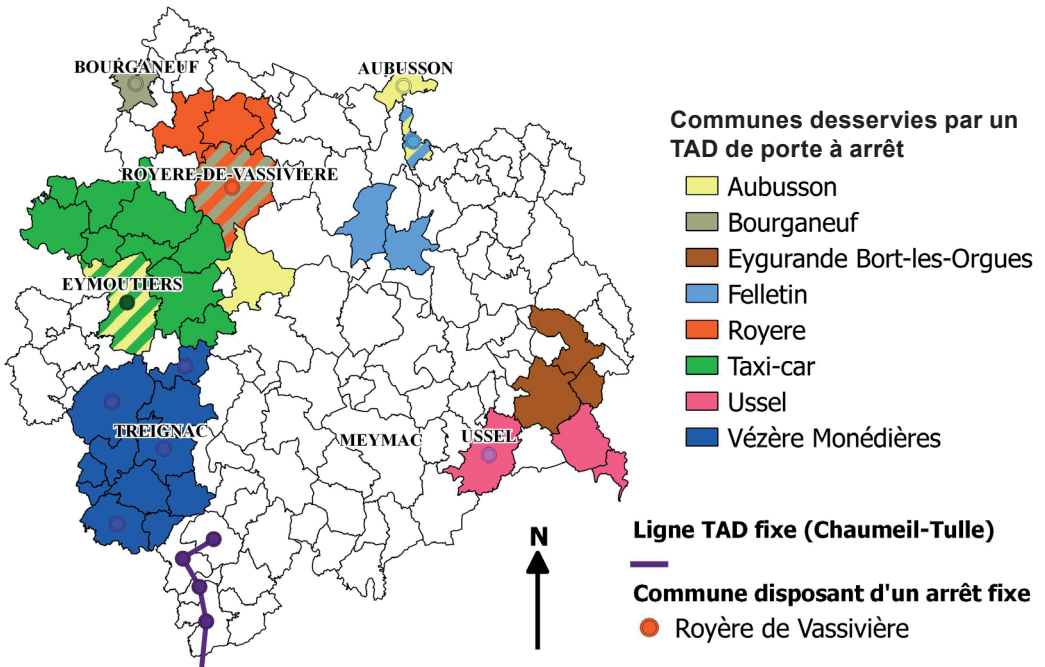 BOURGANEUF
AUBUSSON
ROYERE-DE-VASSIVIERE
EYMOUTIERS
TREIGNAC
MEYMAC
USSEL
Communes desservies par un
TAD de porte à arrêt
Aubusson
Bourganeuf
Eygurande Bort-les-Orgues
Felletin
Royere
Taxi-car
Ussel
Vézère Monédières
N
Ligne TAD fixe (Chaumeil-Tulle)
Commune disposant d'un arrêt fixe
Royère de Vassivière